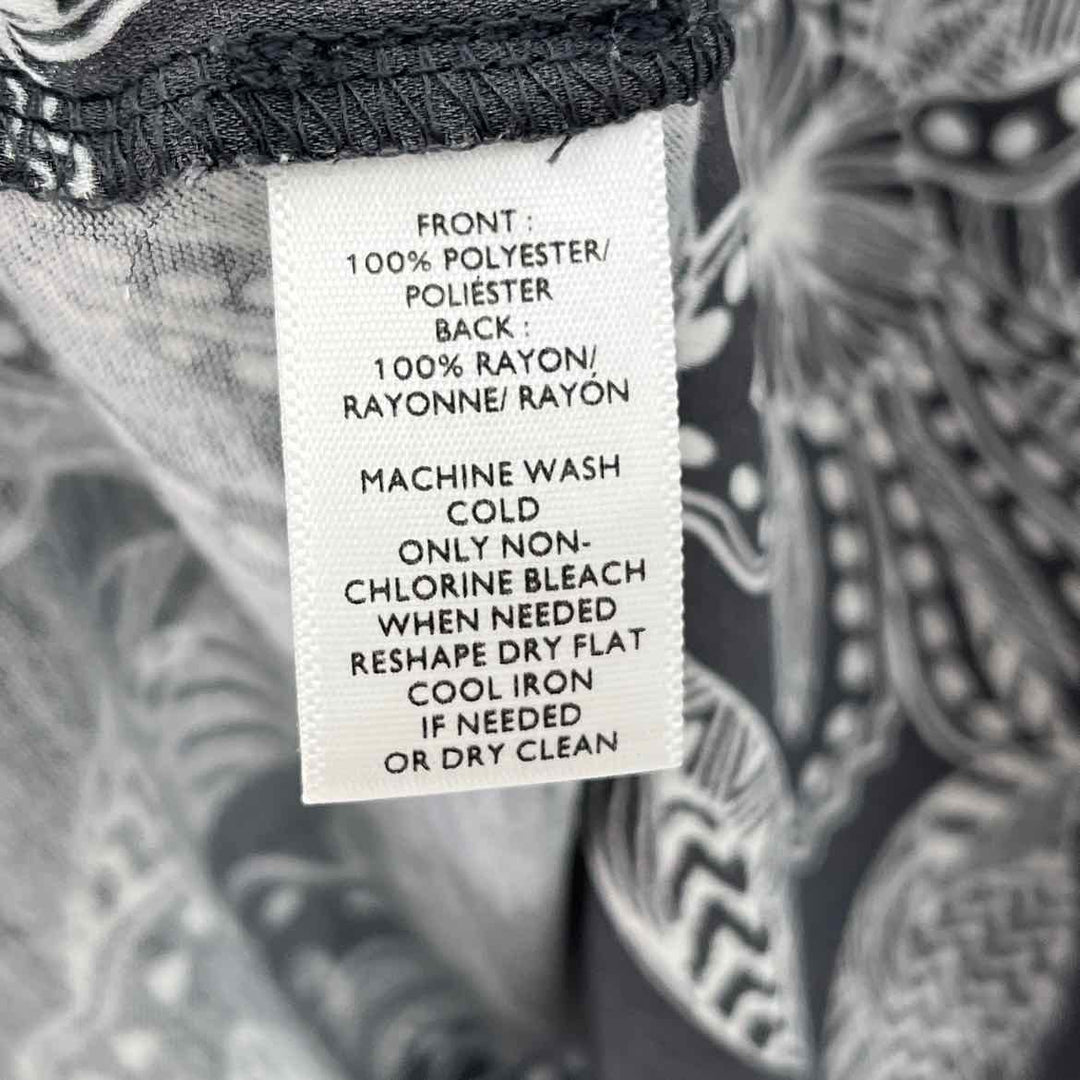 FRONT :
100% POLYESTER/
POLIÉSTER
BACK :
100% RAYON/
RAYONNE/ RAYÓN
MACHINE WASH
COLD
ONLY NON-
CHLORINE BLEACH
WHEN NEEDED
RESHAPE DRY FLAT
COOL IRON
IF NEEDED
OR DRY CLEAN